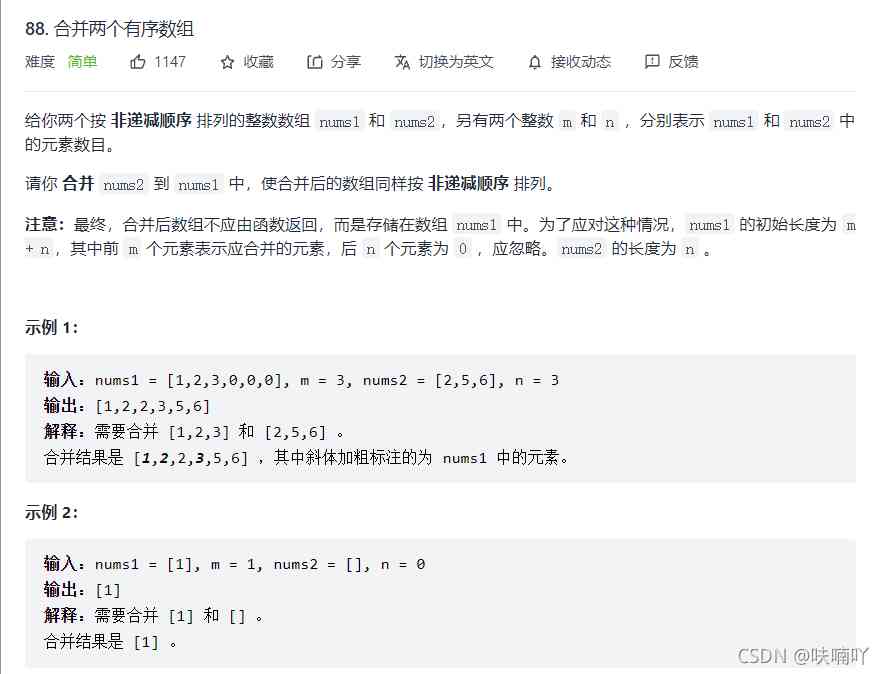 88. 合并两个有序数组
难度 简单 1147 收藏 分享 切换为英文 接收动态 反馈
给你两个按 非递减顺序 排列的整数数组 nums1 和 nums2，另有两个整数 m 和 n ，分别表示 nums1 和 nums2 中
的元素数目。
请你 合并 nums2 到 nums1 中，使合并后的数组同样按 非递减顺序 排列。
注意：最终，合并后数组不应由函数返回，而是存储在数组 nums1 中。为了应对这种情况，nums1 的初始长度为 m
+ n，其中前 m 个元素表示应合并的元素，后 n 个元素为 0 ，应忽略。nums2 的长度为 n 。
示例 1：
输入：nums1 = [1,2,3,0,0,0], m = 3, nums2 = [2,5,6], n = 3
输出：[1,2,2,3,5,6]
解释：需要合并 [1,2,3] 和 [2,5,6] 。
合并结果是 [1,2,2,3,5,6] ，其中斜体加粗标注的为 nums1 中的元素。
示例 2：
输入：nums1 = [1], m = 1, nums2 = [], n = 0
输出：[1]
解释：需要合并 [1] 和 [] 。
合并结果是 [1] 。
CSDN @呋喃吖